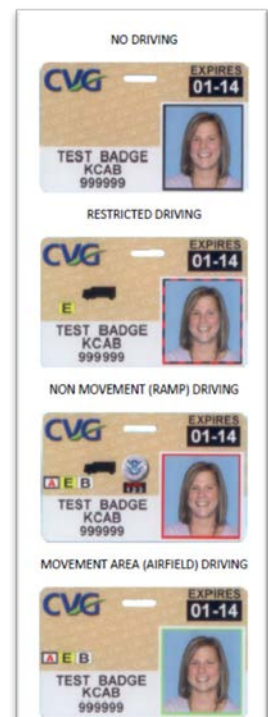 NO DRIVING
CVG
EXPIRES
01-14
TEST BADGE
KCAB
999999
RESTRICTED DRIVING
CVG
EXPIRES
01-14
E
TEST BADGE
KCAB
999999
NON MOVEMENT (RAMP) DRIVING
CVG
EXPIRES
01-14
A E B
TEST BADGE
KCAB
999999
MOVEMENT AREA (AIRFIELD) DRIVING
CVG
EXPIRES
01-14
A E B
TEST BADGE
KCAB
999999